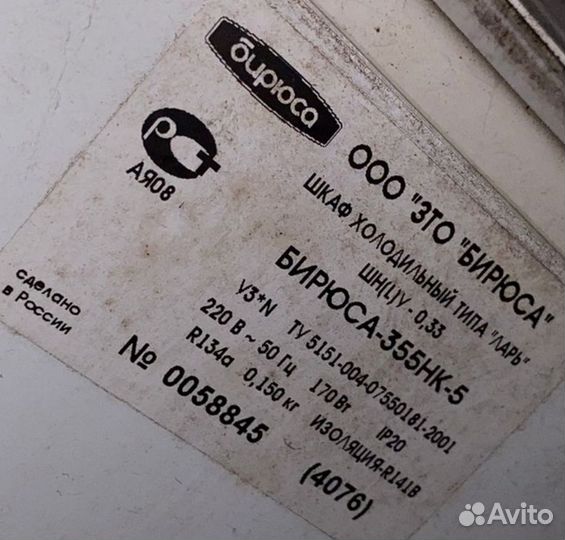 бирюса
РСТ
АЯ08
ООО "ЗТО "БИРЮСА"
ШКАФ ХОЛОДИЛЬНЫЙ ТИПА "ЛАРЬ"
ШН(L)V - 0,33
БИРЮСА-355НК-5
V3*N ТУ 5151-004-07550181-2001
220 В ~ 50 Гц 170 Вт IP20
R134a 0,150 кг ИЗОЛЯЦИЯ-R141B
№ 0058845 (4076)
сделано
в России
Avito